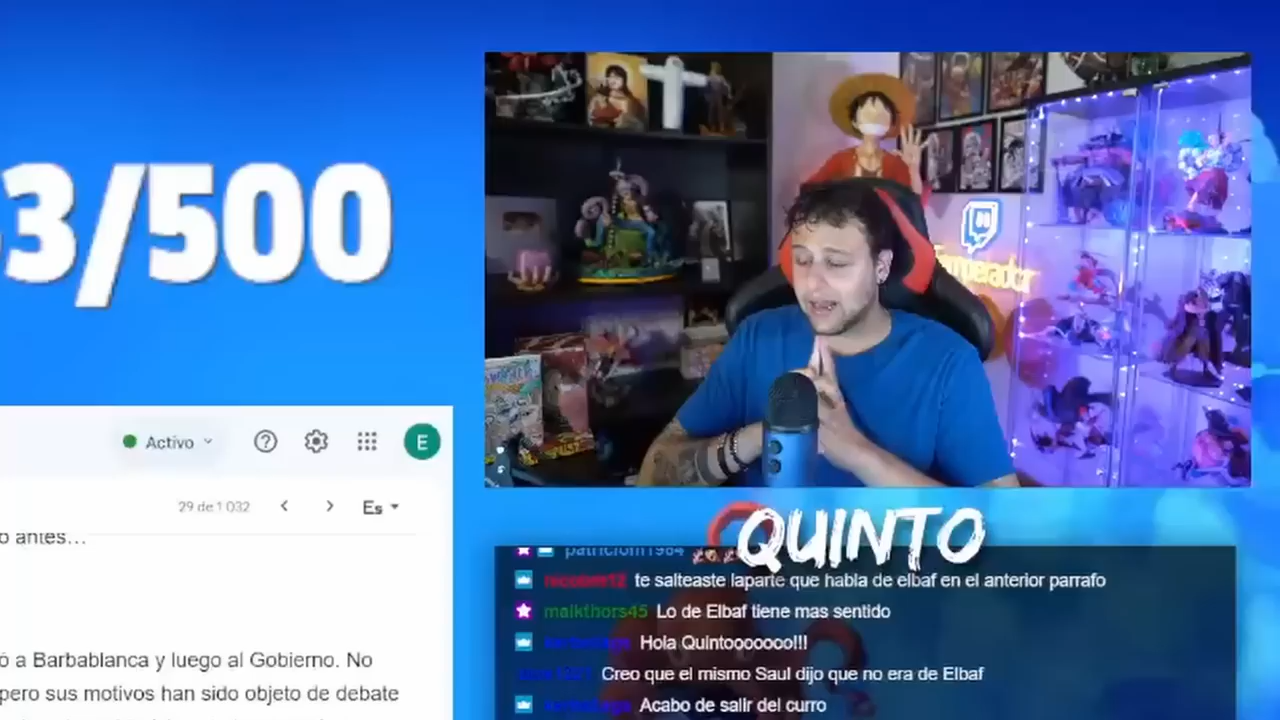 3/500
Activo
E
29 de 1 032
Es
o antes…
ó a Barbablanca y luego al Gobierno. No
pero sus motivos han sido objeto de debate
QUINTO
te salteaste laparte que habla de elbaf en el anterior parrafo
malkthors45 Lo de Elbaf tiene mas sentido
Hola Quintooooooo!!!
Creo que el mismo Saul dijo que no era de Elbaf
Acabo de salir del curro